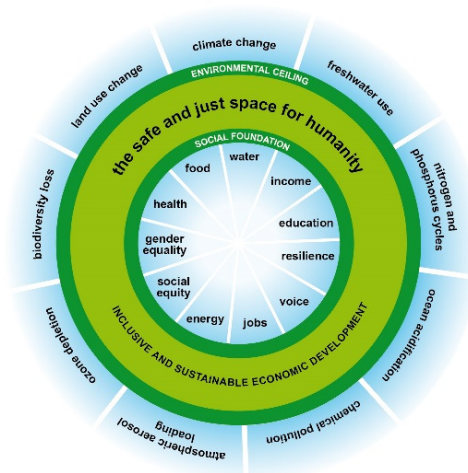 climate change
freshwater use
nitrogen and
phosphorus cycles
ocean acidification
chemical pollution
atmospheric aerosol
loading
ozone depletion
biodiversity loss
land use change
ENVIRONMENTAL CEILING
the safe and just space for humanity
SOCIAL FOUNDATION
water
income
education
resilience
voice
jobs
energy
social
equity
gender
equality
health
food
INCLUSIVE AND SUSTAINABLE ECONOMIC DEVELOPMENT